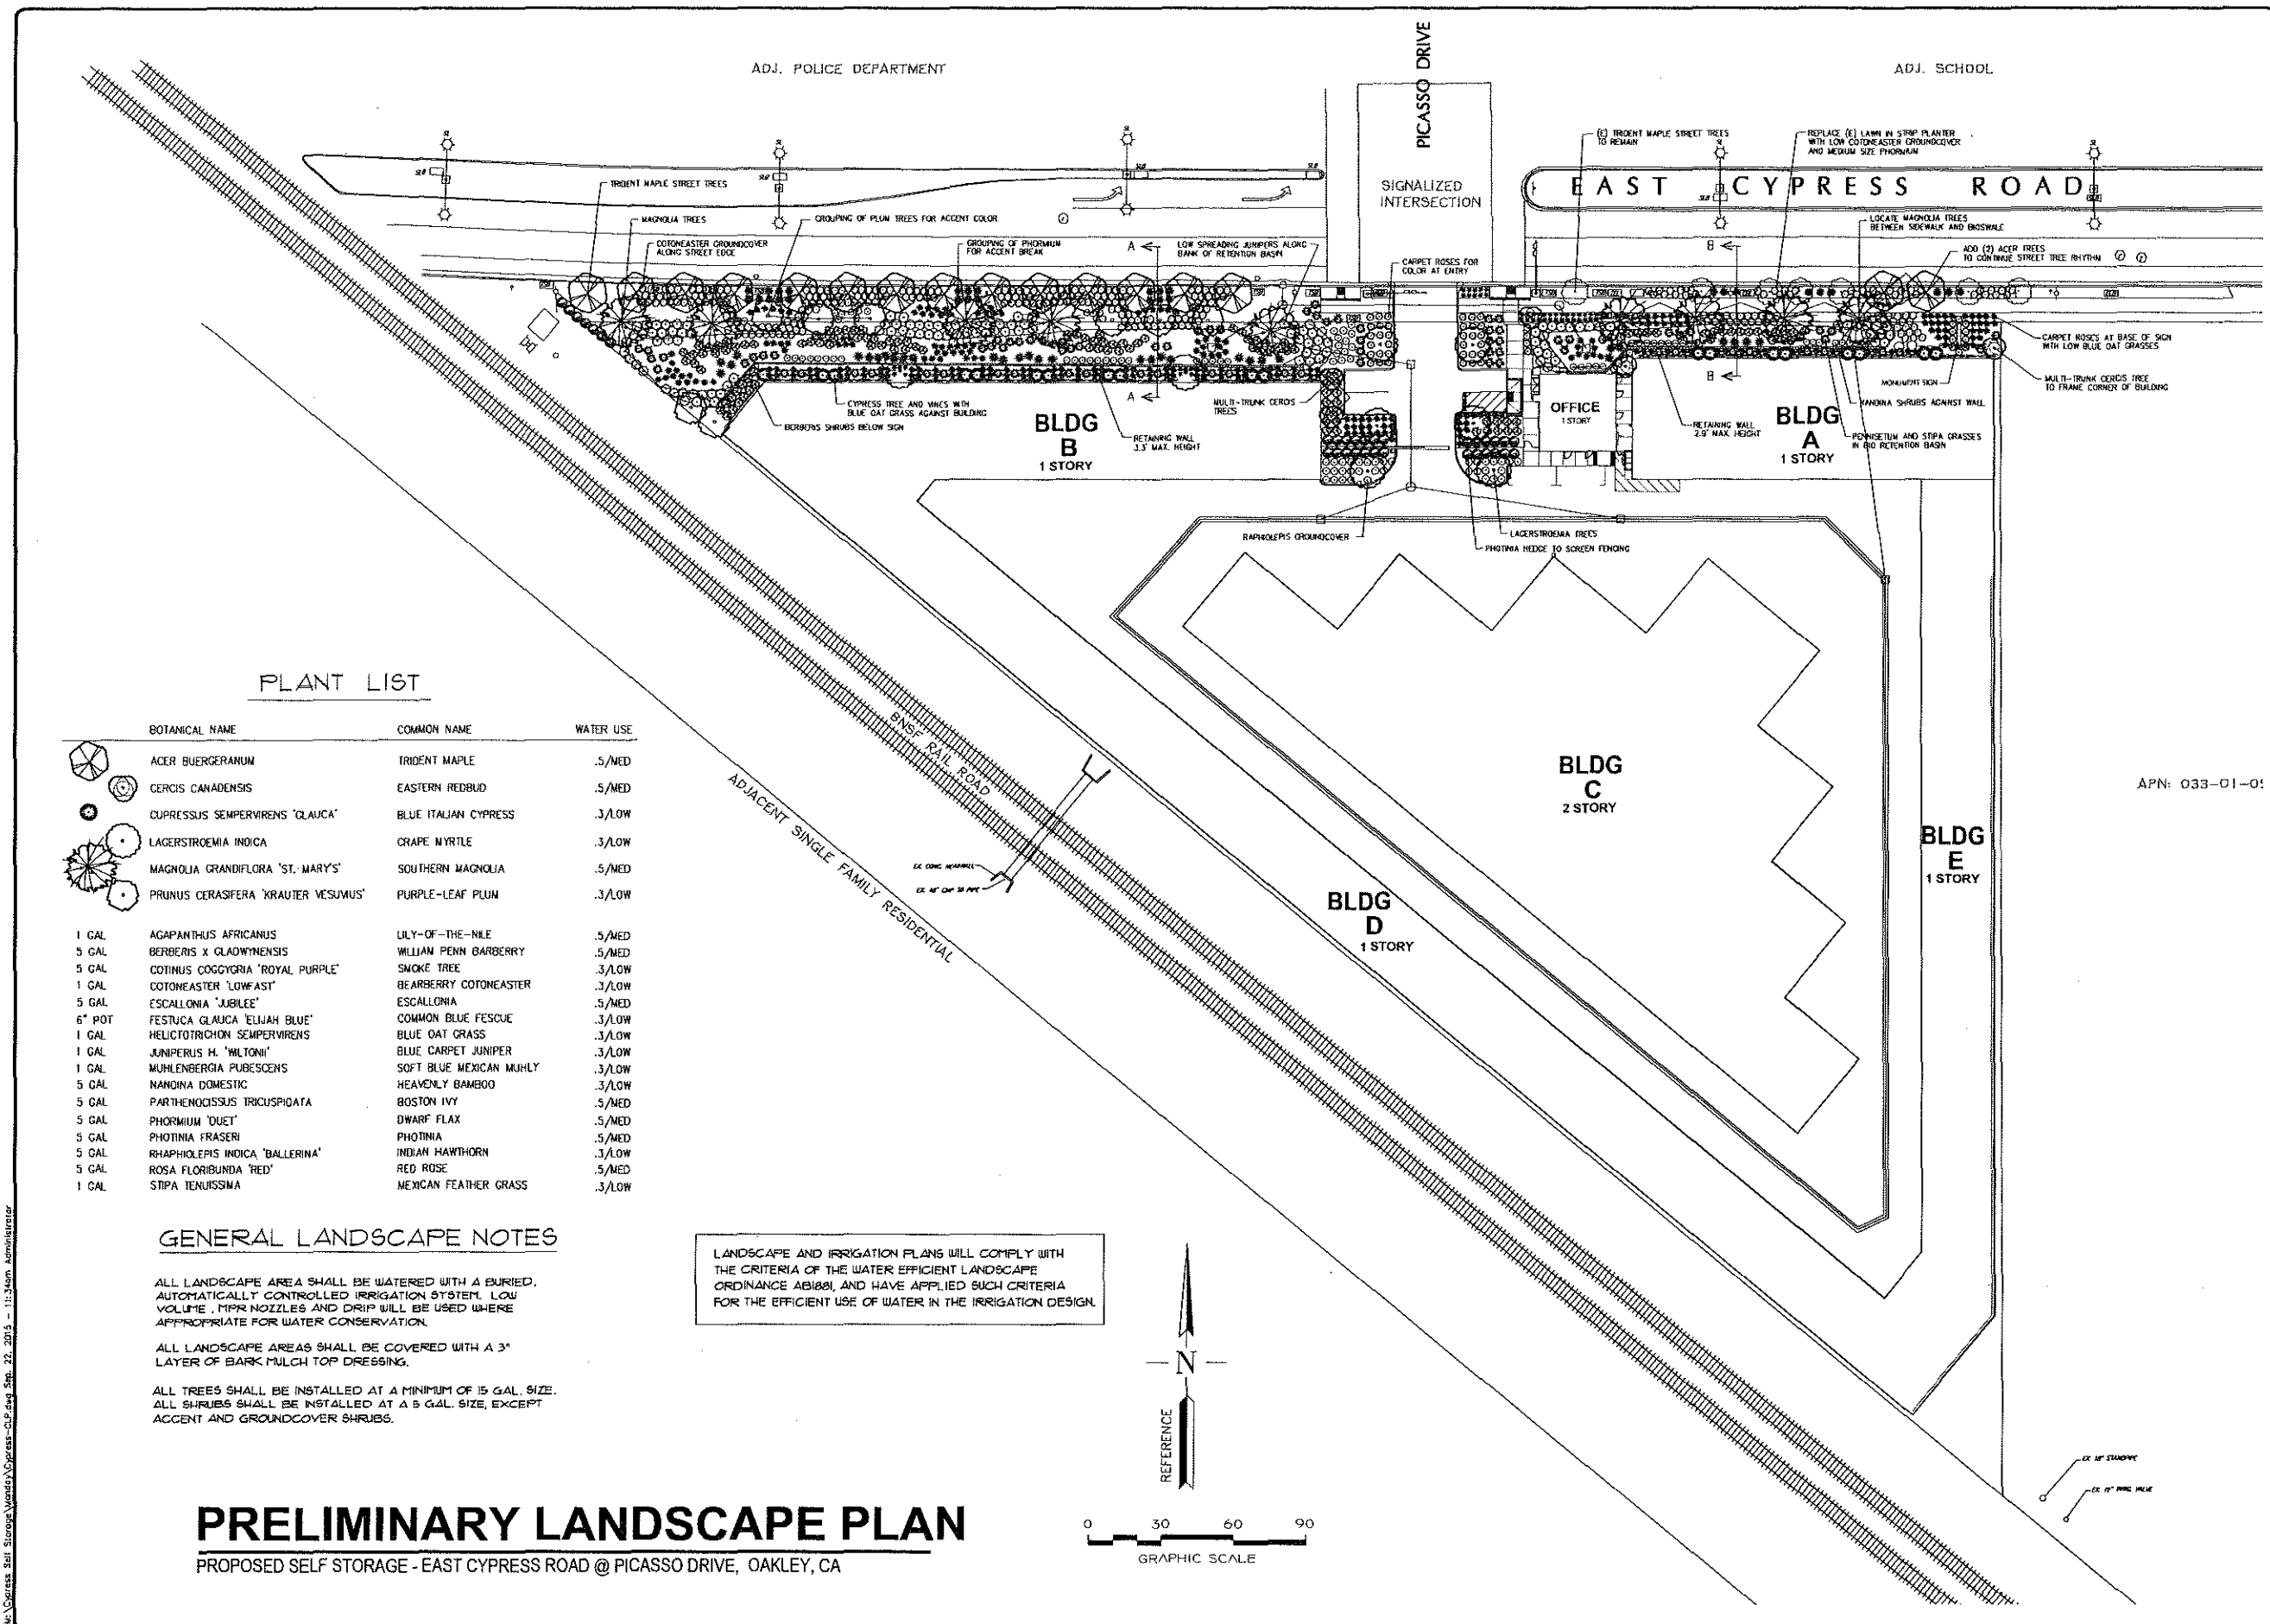 ADJ. POLICE DEPARTMENT
PICASSO DRIVE
ADJ. SCHOOL
SIGNALIZED
INTERSECTION
EAST CYPRESS ROAD
(E) TRIDENT MAPLE STREET TREES
TO REMAIN
REPLACE (E) LAWN IN STRIP PLANTER
WITH LOW COTONEASTER GROUNDCOVER
AND MEDIUM SIZE PHORMIUM
TRIDENT MAPLE STREET TREES
MAGNOLIA TREES
GROUPING OF PLUM TREES FOR ACCENT COLOR
COTONEASTER GROUNDCOVER
ALONG STREET EDGE
GROUPING OF PHORMIUM
FOR ACCENT BREAK
A
LOW SPREADING JUNIPERS ALONG
BANK OF RETENTION BASIN
CARPET ROSES FOR
COLOR AT ENTRY
B
LOCATE MAGNOLIA TREES
BETWEEN SIDEWALK AND BIOSWALE
ADD (2) ACER TREES
TO CONTINUE STREET TREE RHYTHM
CARPET ROSES AT BASE OF SIGN
WITH LOW BLUE OAT GRASSES
MULTI-TRUNK CERCIS TREE
TO FRAME CORNER OF BUILDING
MONUMENT SIGN
NANDINA SHRUBS AGAINST WALL
PENNISETUM AND STIPA GRASSES
IN BIO RETENTION BASIN
RETAINING WALL
2.9' MAX. HEIGHT
B
A
BERBERIS SHRUBS BELOW SIGN
CYPRESS TREE AND VINES WITH
BLUE OAT GRASS AGAINST BUILDING
RETAINING WALL
3.5' MAX. HEIGHT
MULTI-TRUNK CERCIS
TREES
BLDG
B
1 STORY
OFFICE
1 STORY
BLDG
A
1 STORY
RAPHIOLEPIS GROUNDCOVER
LAGERSTROEMIA TREES
PHOTINIA HEDGE TO SCREEN FENCING
BLDG
C
2 STORY
BLDG
D
1 STORY
BLDG
E
1 STORY
APN: 033-01-0
BNSF RAIL ROAD
ADJACENT SINGLE FAMILY RESIDENTIAL
PLANT LIST
BOTANICAL NAME COMMON NAME WATER USE
ACER BUERGERANUM TRIDENT MAPLE .5/MED
CERCIS CANADENSIS EASTERN REDBUD .5/MED
CUPRESSUS SEMPERVIRENS 'GLAUCA' BLUE ITALIAN CYPRESS .3/LOW
LAGERSTROEMIA INDICA CRAPE MYRTLE .3/LOW
MAGNOLIA GRANDIFLORA 'ST. MARY'S' SOUTHERN MAGNOLIA .5/MED
PRUNUS CERASIFERA 'KRAUTER VESUVIUS' PURPLE-LEAF PLUM .3/LOW
1 GAL AGAPANTHUS AFRICANUS LILY-OF-THE-NILE .5/MED
5 GAL BERBERIS X GLADWYNENSIS WILLIAM PENN BARBERRY .5/MED
5 GAL COTINUS COGGYGRIA 'ROYAL PURPLE' SMOKE TREE .3/LOW
1 GAL COTONEASTER 'LOWFAST' BEARBERRY COTONEASTER .3/LOW
5 GAL ESCALLONIA 'JUBILEE' ESCALLONIA .5/MED
6" POT FESTUCA GLAUCA 'ELIJAH BLUE' COMMON BLUE FESCUE .3/LOW
1 GAL HELICTOTRICHON SEMPERVIRENS BLUE OAT GRASS .3/LOW
1 GAL JUNIPERUS H. 'WILTONII' BLUE CARPET JUNIPER .3/LOW
1 GAL MUHLENBERGIA PUBESCENS SOFT BLUE MEXICAN MUHLY .3/LOW
5 GAL NANDINA DOMESTIC HEAVENLY BAMBOO .3/LOW
5 GAL PARTHENOCISSUS TRICUSPIDATA BOSTON IVY .5/MED
5 GAL PHORMIUM 'DUET' DWARF FLAX .5/MED
5 GAL PHOTINIA FRASERI PHOTINIA .5/MED
5 GAL RHAPHIOLEPIS INDICA 'BALLERINA' INDIAN HAWTHORN .3/LOW
5 GAL ROSA FLORIBUNDA 'RED' RED ROSE .5/MED
1 GAL STIPA TENUISSIMA MEXICAN FEATHER GRASS .3/LOW
GENERAL LANDSCAPE NOTES
ALL LANDSCAPE AREA SHALL BE WATERED WITH A BURIED,
AUTOMATICALLY CONTROLLED IRRIGATION SYSTEM. LOW
VOLUME , MPR NOZZLES AND DRIP WILL BE USED WHERE
APPROPRIATE FOR WATER CONSERVATION.
ALL LANDSCAPE AREAS SHALL BE COVERED WITH A 3"
LAYER OF BARK MULCH TOP DRESSING.
ALL TREES SHALL BE INSTALLED AT A MINIMUM OF 15 GAL. SIZE.
ALL SHRUBS SHALL BE INSTALLED AT A 5 GAL. SIZE, EXCEPT
ACCENT AND GROUNDCOVER SHRUBS.
LANDSCAPE AND IRRIGATION PLANS WILL COMPLY WITH
THE CRITERIA OF THE WATER EFFICIENT LANDSCAPE
ORDINANCE AB1881, AND HAVE APPLIED SUCH CRITERIA
FOR THE EFFICIENT USE OF WATER IN THE IRRIGATION DESIGN.
N
REFERENCE
0 30 60 90
GRAPHIC SCALE
EX 18" STANDPIPE
PRELIMINARY LANDSCAPE PLAN
PROPOSED SELF STORAGE - EAST CYPRESS ROAD @ PICASSO DRIVE, OAKLEY, CA
Sep. 22, 2015 - 11:34am Administrator